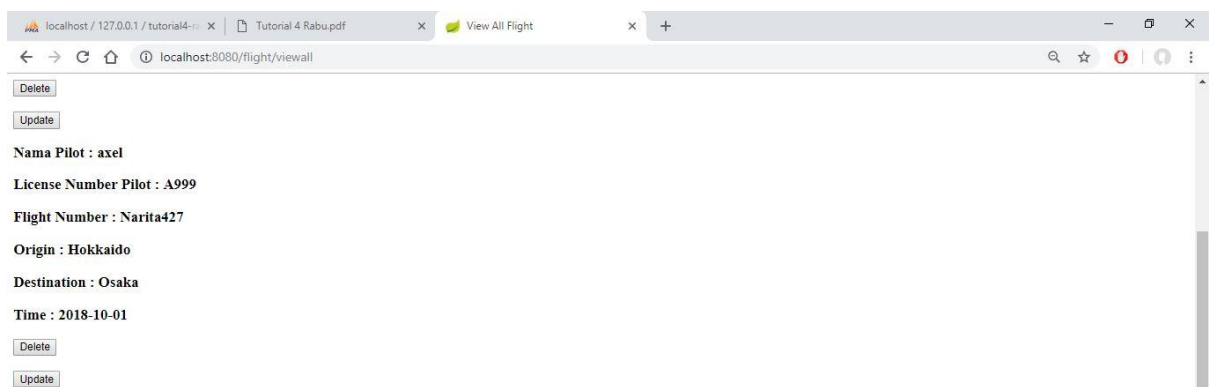 localhost / 127.0.0.1 / tutorial4-r
Tutorial 4 Rabu.pdf
View All Flight
localhost:8080/flight/viewall
Delete
Update
Nama Pilot : axel
License Number Pilot : A999
Flight Number : Narita427
Origin : Hokkaido
Destination : Osaka
Time : 2018-10-01
Delete
Update